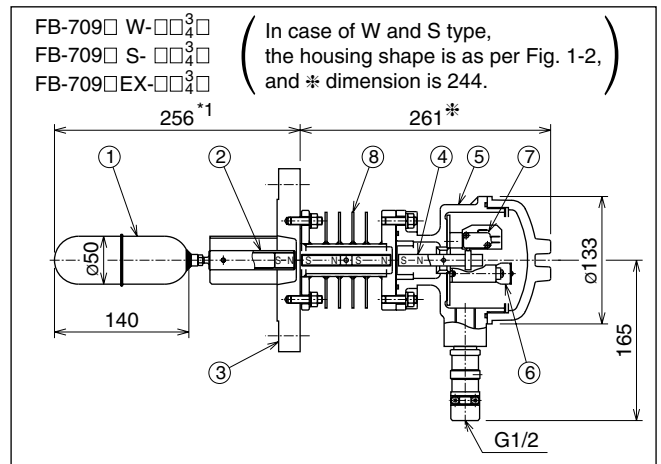 FB-709□ W-□□3/4□
FB-709□ S- □□3/4□
FB-709□EX-□□3/4□
( In case of W and S type,
the housing shape is as per Fig. 1-2,
and ❉ dimension is 244. )
256*1
261❉
① ② ⑧ ④ ⑤ ⑦
S-N
S N S N
S-N
ø50
ø133
140
165
③
⑥
G1/2